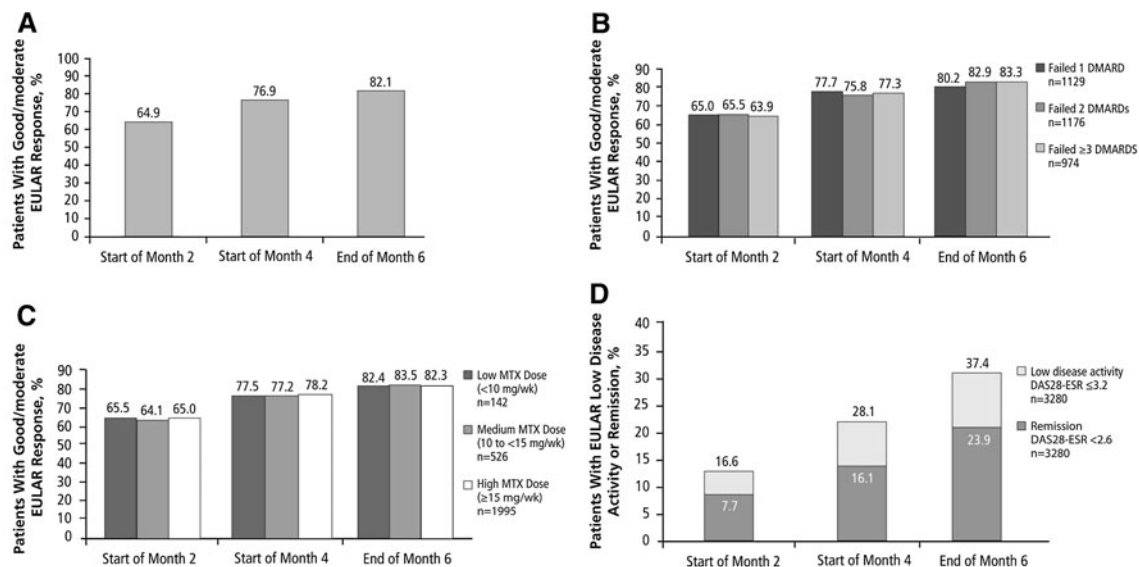 A
Patients With Good/moderate
EULAR Response, %
100
90
80
70
60
50
40
30
20
10
0
64.9
76.9
82.1
Start of Month 2
Start of Month 4
End of Month 6
B
Patients With Good/moderate
EULAR Response, %
90
80
70
60
50
40
30
20
10
0
65.0 65.5 63.9
77.7 75.8 77.3
80.2 82.9 83.3
Start of Month 2
Start of Month 4
End of Month 6
Failed 1 DMARD
n=1129
Failed 2 DMARDs
n=1176
Failed ≥3 DMARDS
n=974
C
Patients With Good/moderate
EULAR Response, %
90
80
70
60
50
40
30
20
10
0
65.5 64.1 65.0
77.5 77.2 78.2
82.4 83.5 82.3
Start of Month 2
Start of Month 4
End of Month 6
Low MTX Dose
(<10 mg/wk)
n=142
Medium MTX Dose
(10 to <15 mg/wk)
n=526
High MTX Dose
(≥15 mg/wk)
n=1995
D
Patients With EULAR Low Disease
Activity or Remission, %
40
35
30
25
20
15
10
5
0
16.6
7.7
28.1
16.1
37.4
23.9
Start of Month 2
Start of Month 4
End of Month 6
Low disease activity
DAS28-ESR ≤3.2
n=3280
Remission
DAS28-ESR <2.6
n=3280